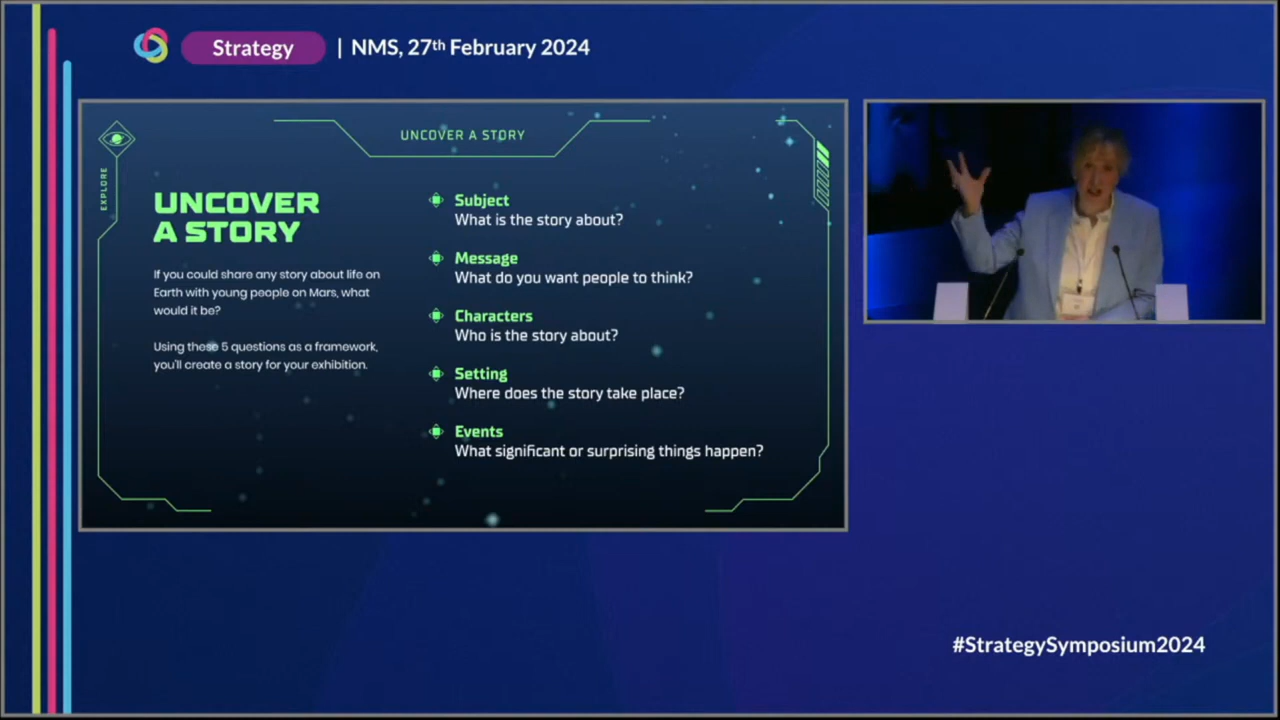 Strategy | NMS, 27th February 2024
UNCOVER A STORY
EXPLORE
UNCOVER
A STORY
If you could share any story about life on
Earth with young people on Mars, what
would it be?
Using these 5 questions as a framework,
you'll create a story for your exhibition.
Subject
What is the story about?
Message
What do you want people to think?
Characters
Who is the story about?
Setting
Where does the story take place?
Events
What significant or surprising things happen?
#StrategySymposium2024